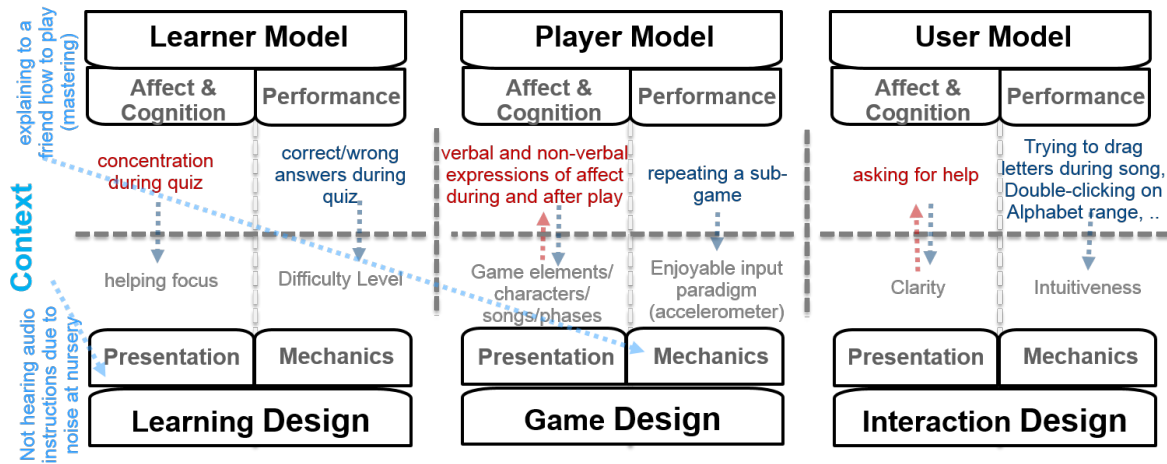 Learner Model
Affect &
Cognition
Performance
concentration
during quiz
correct/wrong
answers during
quiz
helping focus
Difficulty Level
Presentation
Mechanics
Learning Design
Player Model
Affect &
Cognition
Performance
verbal and non-verbal
expressions of affect
during and after play
repeating a sub-
game
Game elements/
characters/
songs/phases
Enjoyable input
paradigm
(accelerometer)
Presentation
Mechanics
Game Design
User Model
Affect &
Cognition
Performance
asking for help
Trying to drag
letters during song,
Double-clicking on
Alphabet range, ..
Clarity
Intuitiveness
Presentation
Mechanics
Interaction Design
explaining to a
friend how to play
(mastering)
Context
Not hearing audio
instructions due to
noise at nursery